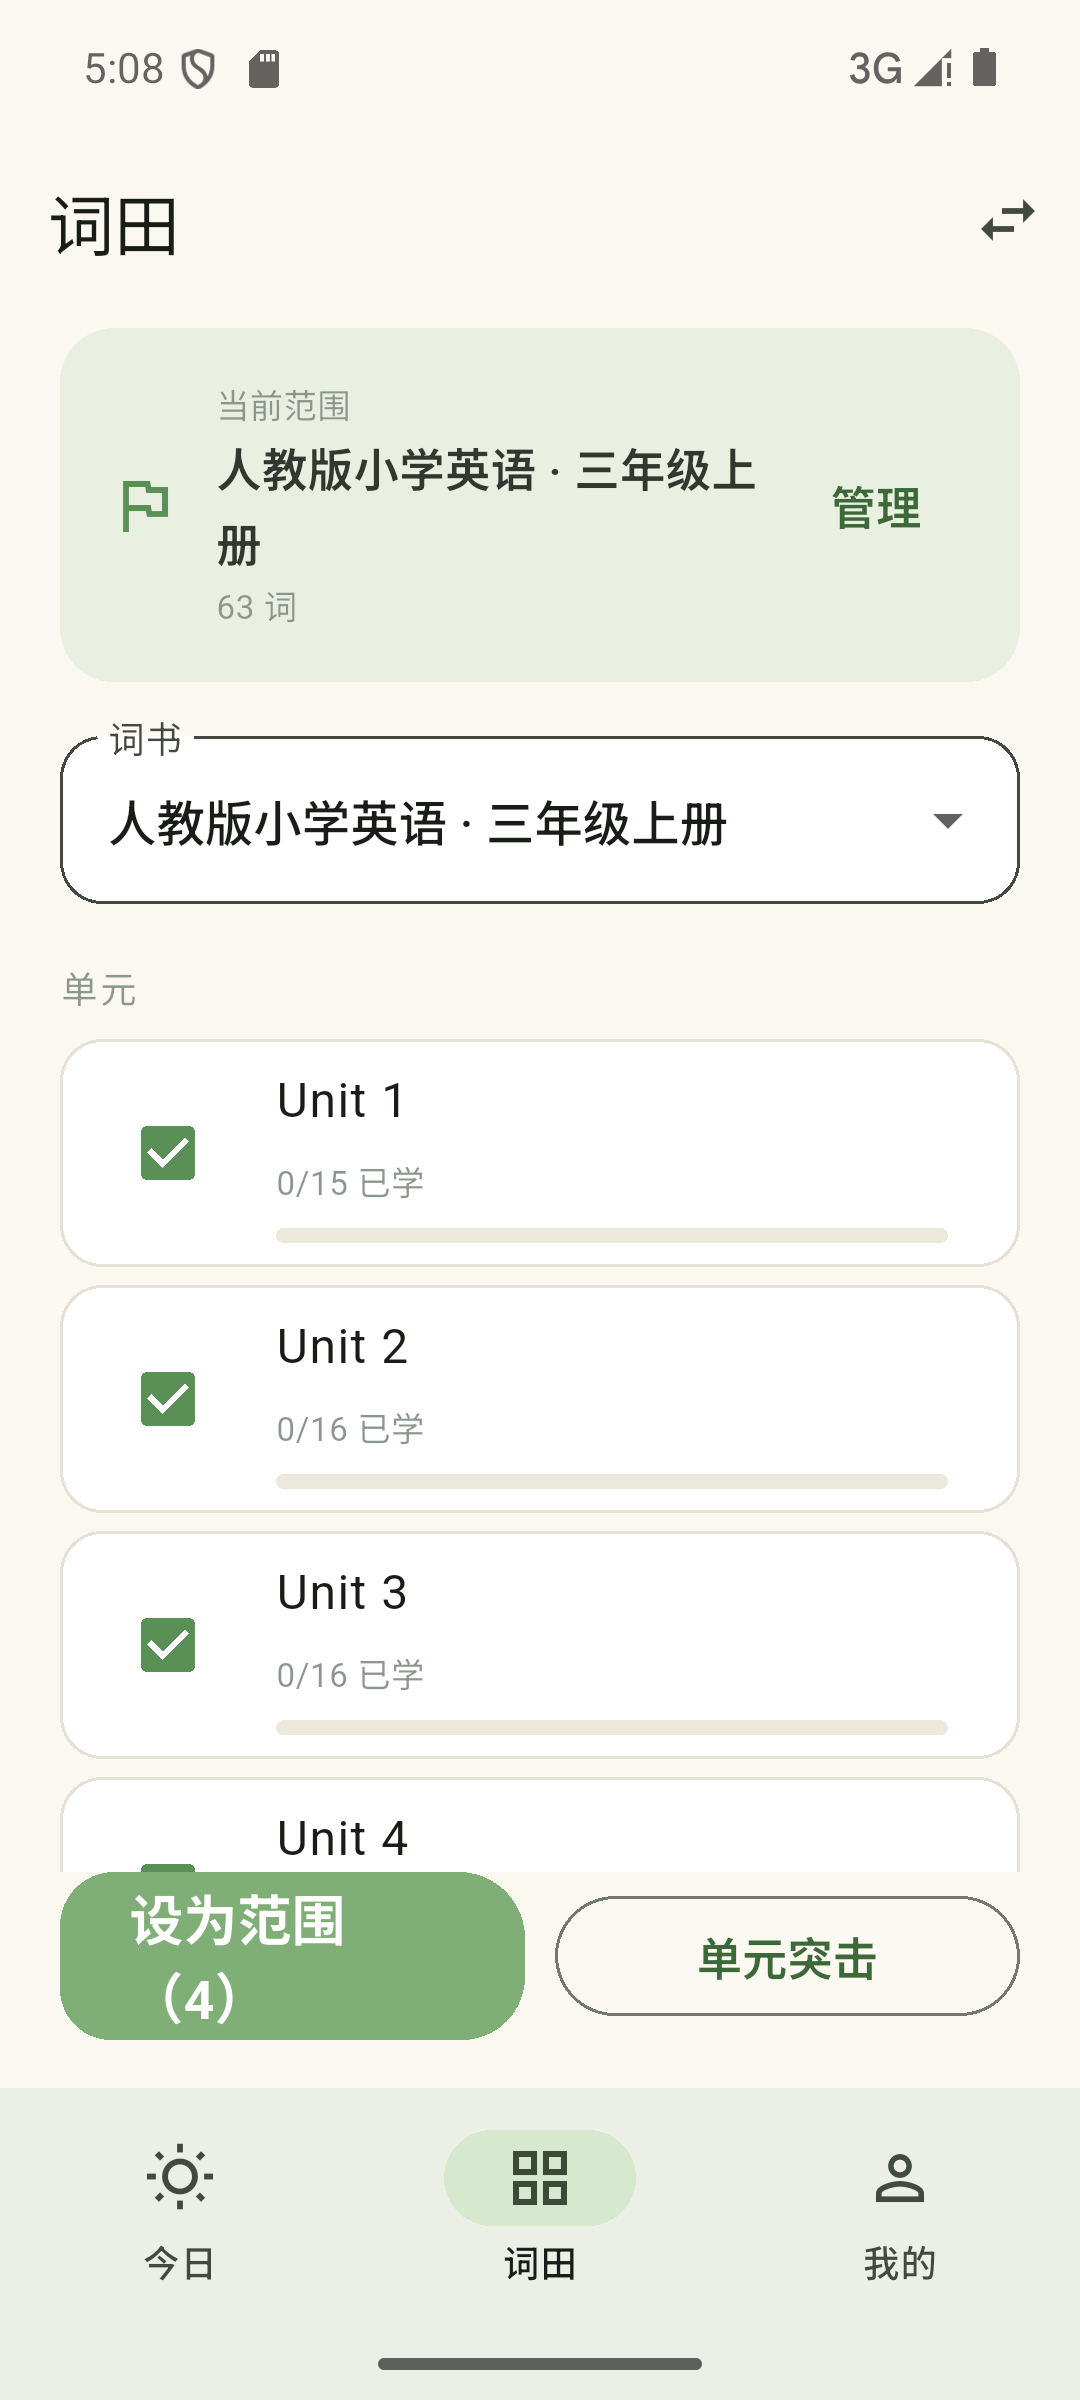 5:08
3G
词田
当前范围
人教版小学英语 · 三年级上
册
63 词
管理
词书
人教版小学英语 · 三年级上册
单元
Unit 1
0/15 已学
Unit 2
0/16 已学
Unit 3
0/16 已学
Unit 4
设为范围
（4）
单元突击
今日
词田
我的